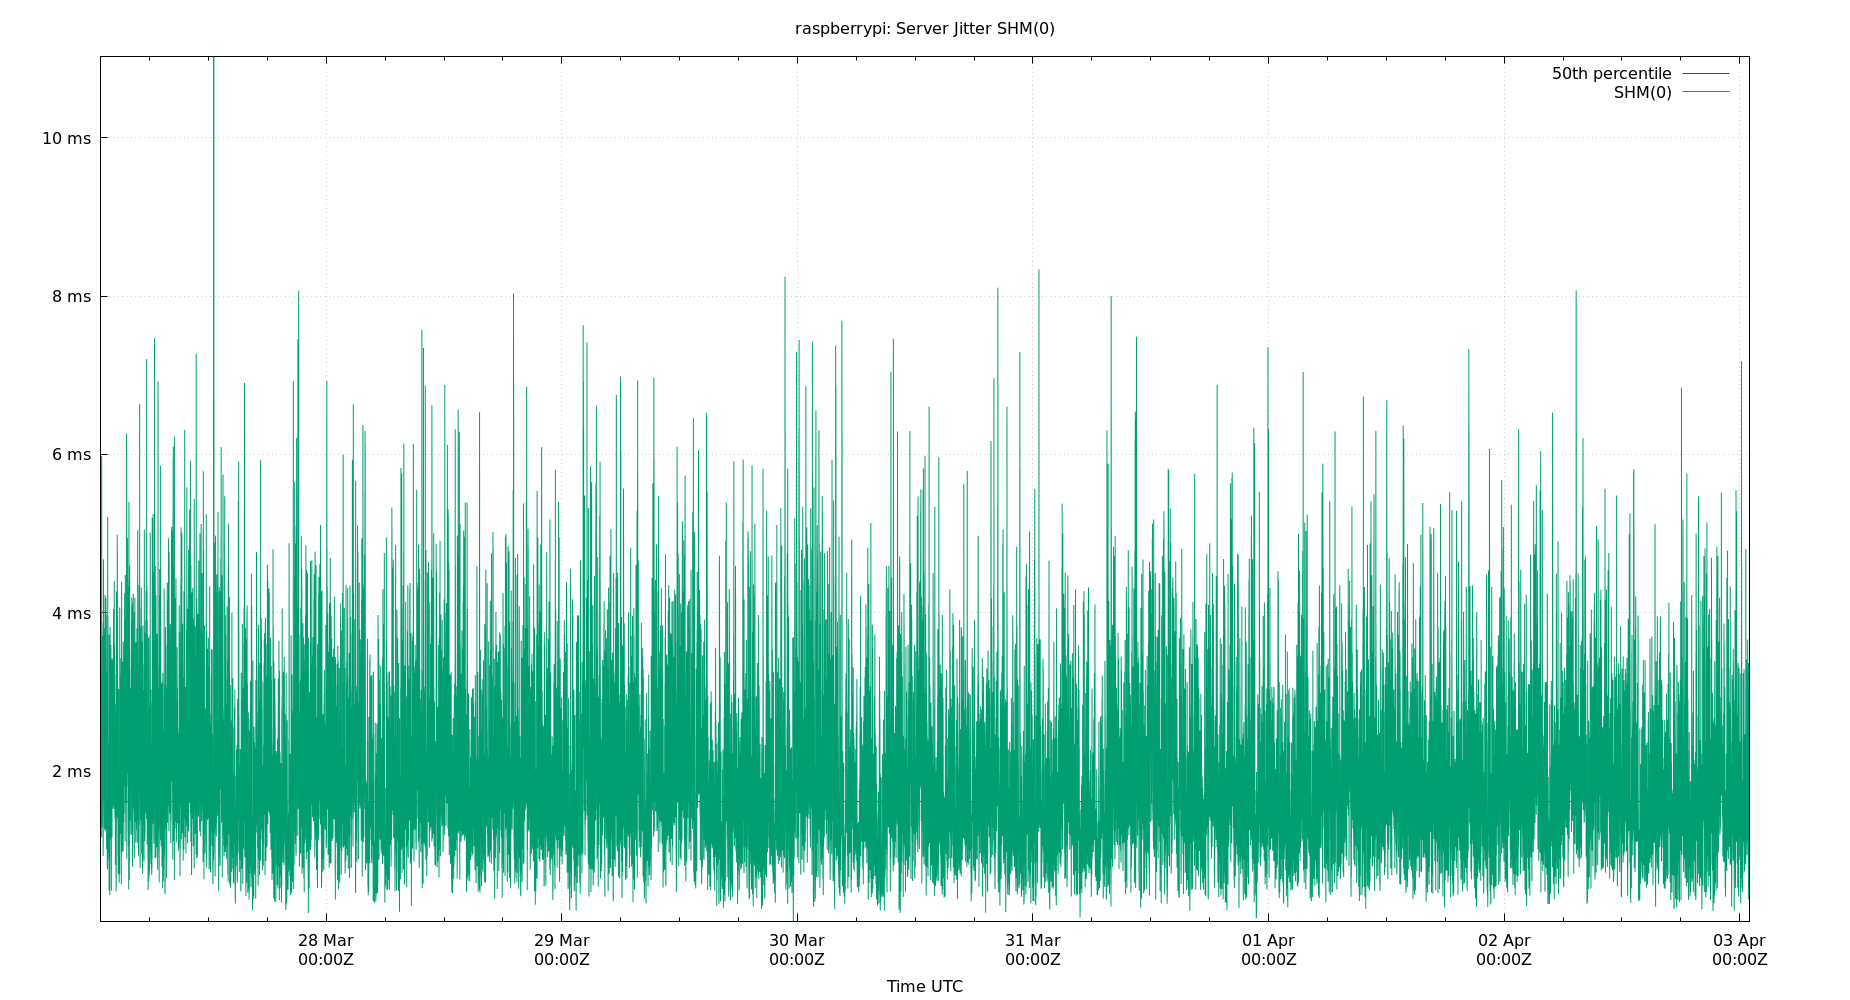 raspberrypi: Server Jitter SHM(0)
50th percentile
SHM(0)
10 ms
8 ms
6 ms
4 ms
2 ms
28 Mar 29 Mar 30 Mar 31 Mar 01 Apr 02 Apr 03 Apr
00:00Z 00:00Z 00:00Z 00:00Z 00:00Z 00:00Z 00:00Z
Time UTC